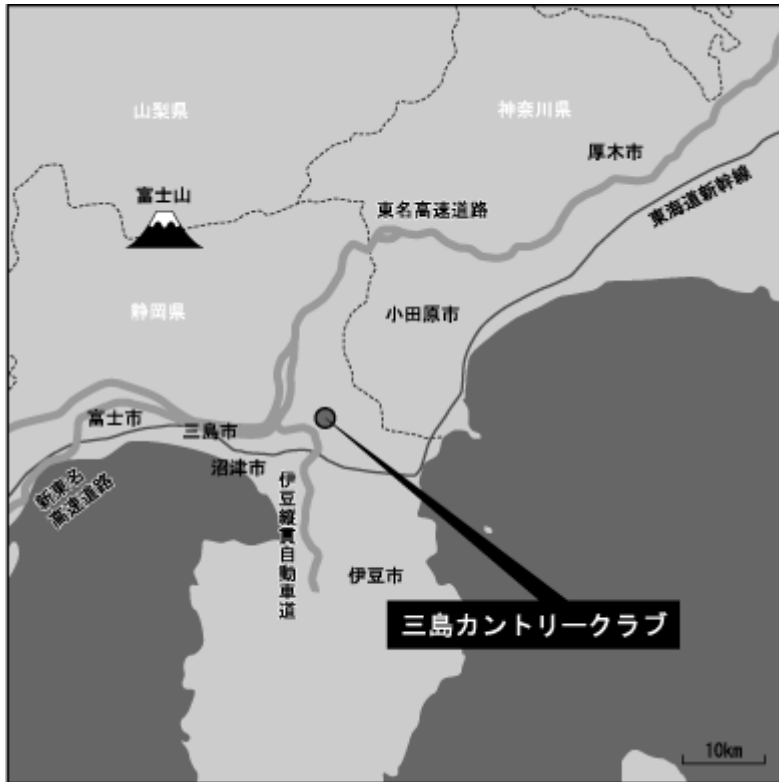 山梨県
神奈川県
厚木市
富士山
東名高速道路
東海道新幹線
静岡県
小田原市
富士市
三島市
沼津市
新東名
高速道路
伊豆縦貫自動車道
伊豆市
三島カントリークラブ
10km